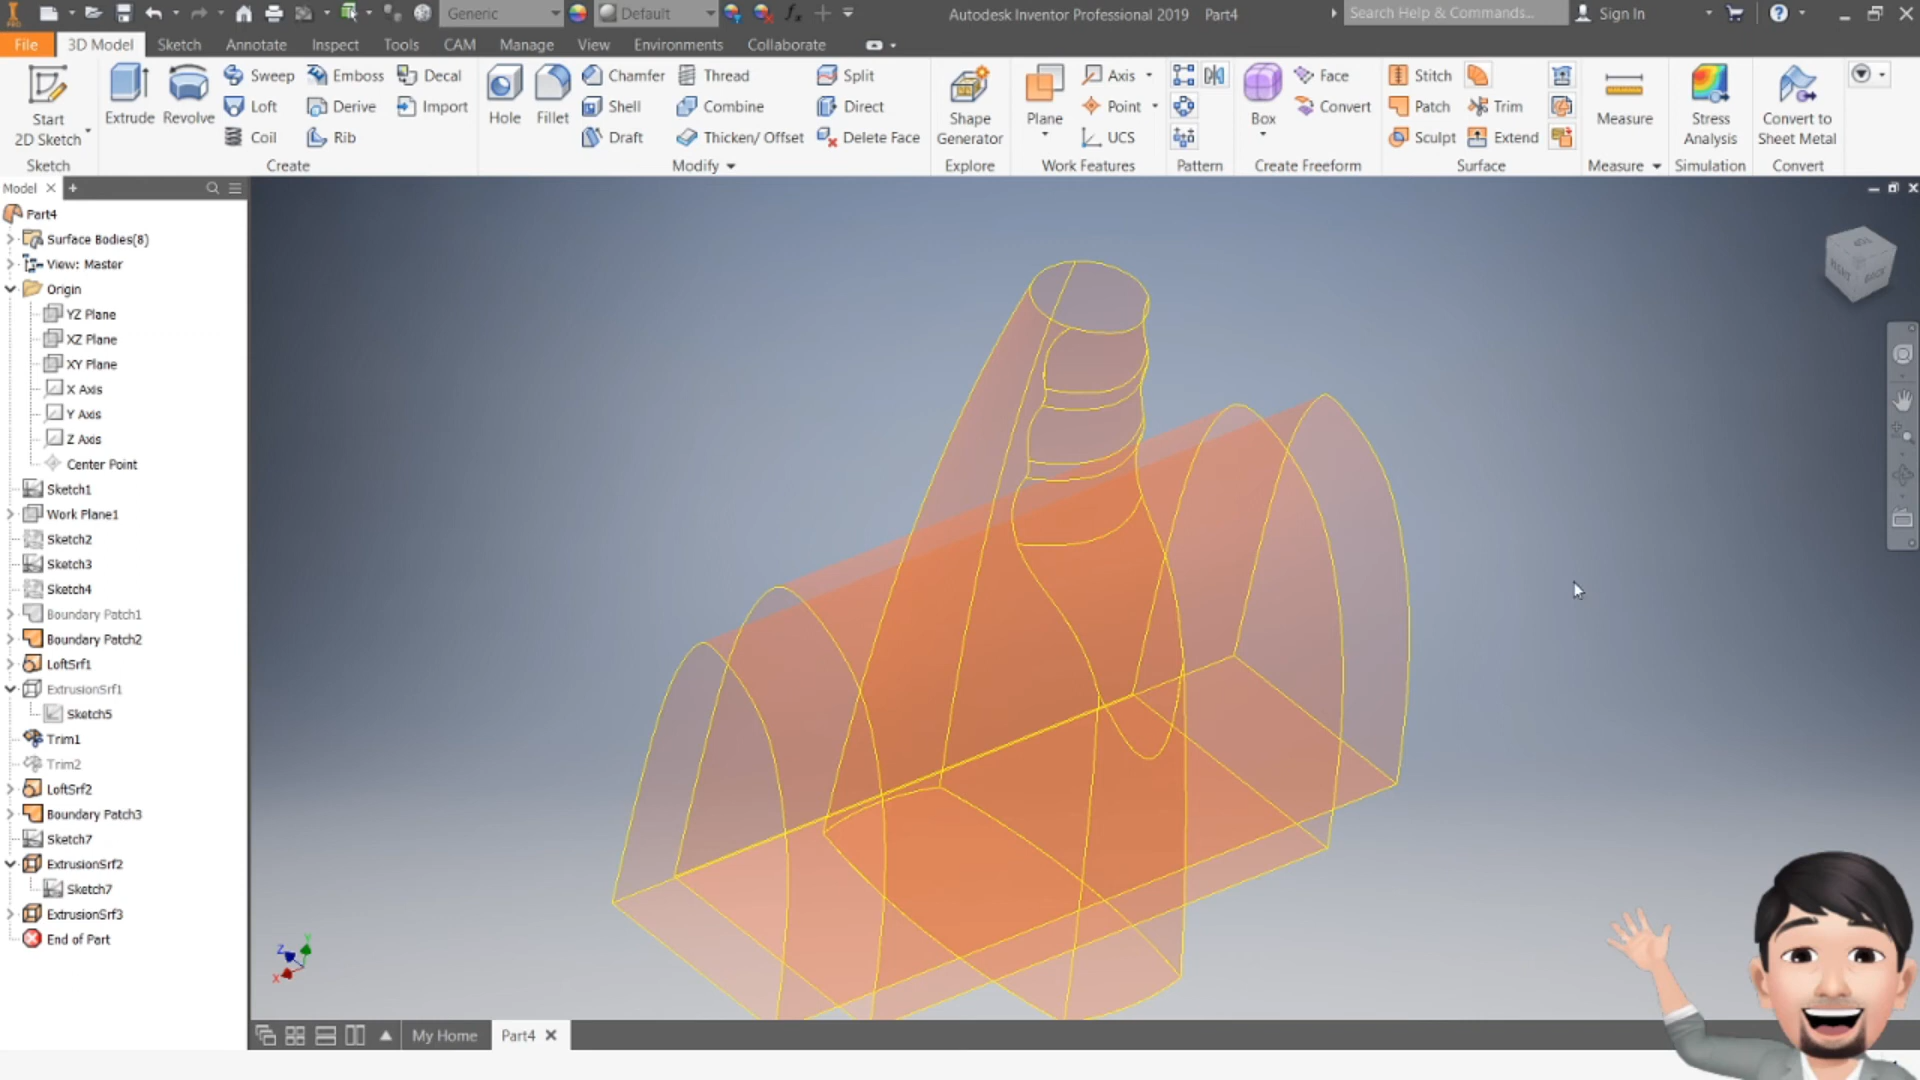 Generic
Default
Autodesk Inventor Professional 2019 Part4
Search Help & Commands...
Sign In
File
3D Model
Sketch
Annotate
Inspect
Tools
CAM
Manage
View
Environments
Collaborate
Start
2D Sketch
Sketch
Extrude
Revolve
Sweep
Emboss
Decal
Loft
Derive
Import
Coil
Rib
Create
Hole
Fillet
Chamfer
Thread
Split
Shell
Combine
Direct
Draft
Thicken/ Offset
Delete Face
Modify
Shape
Generator
Explore
Plane
Axis
Point
UCS
Work Features
Pattern
Box
Face
Convert
Create Freeform
Stitch
Patch
Trim
Sculpt
Extend
Surface
Measure
Measure
Stress
Analysis
Simulation
Convert to
Sheet Metal
Convert
Model
Part4
Surface Bodies(8)
View: Master
Origin
YZ Plane
XZ Plane
XY Plane
X Axis
Y Axis
Z Axis
Center Point
Sketch1
Work Plane1
Sketch2
Sketch3
Sketch4
Boundary Patch1
Boundary Patch2
LoftSrf1
ExtrusionSrf1
Sketch5
Trim1
Trim2
LoftSrf2
Boundary Patch3
Sketch7
ExtrusionSrf2
Sketch7
ExtrusionSrf3
End of Part
Z
Y
X
My Home
Part4